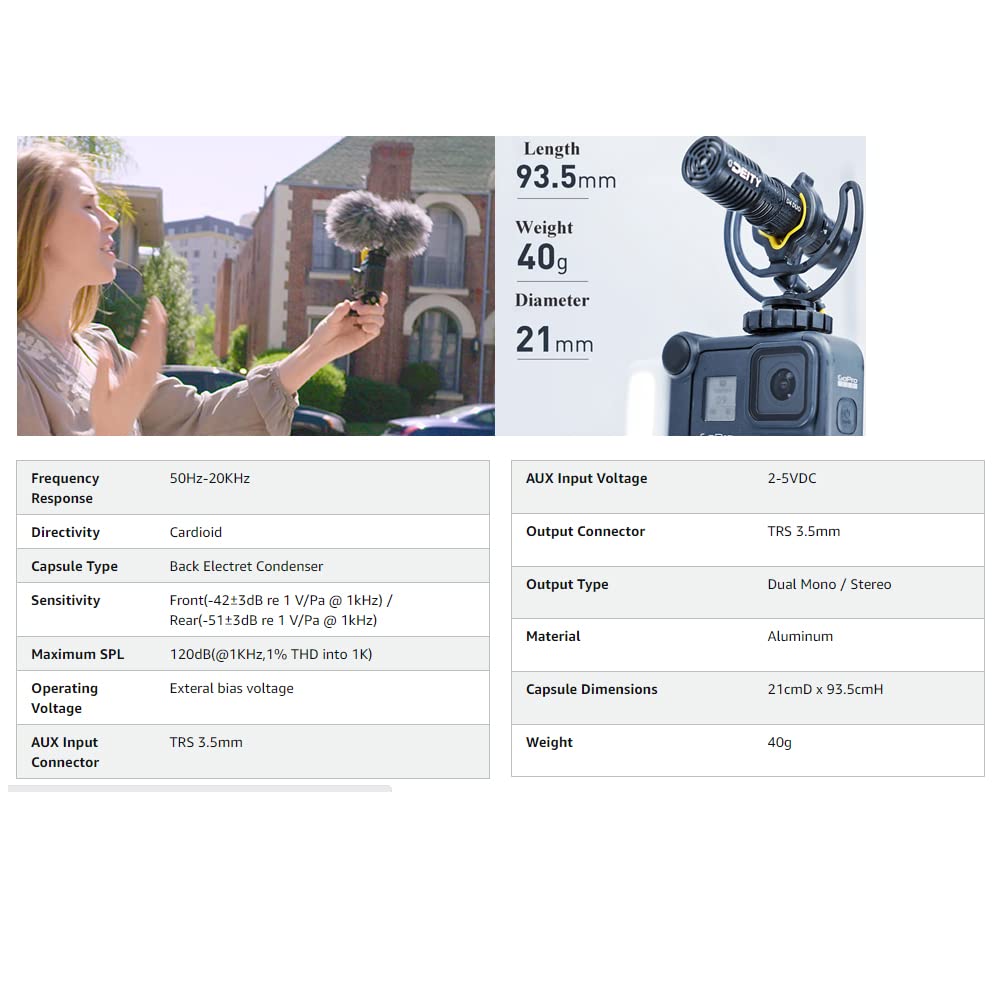 Length
93.5mm
Weight
40g
Diameter
21mm
DEITY
D4 DUO
GoPro
GoPro
Frequency Response 50Hz-20KHz
Directivity Cardioid
Capsule Type Back Electret Condenser
Sensitivity Front(-42±3dB re 1 V/Pa @ 1kHz) /
Rear(-51±3dB re 1 V/Pa @ 1kHz)
Maximum SPL 120dB(@1KHz,1% THD into 1K)
Operating Voltage Exteral bias voltage
AUX Input Connector TRS 3.5mm
AUX Input Voltage 2-5VDC
Output Connector TRS 3.5mm
Output Type Dual Mono / Stereo
Material Aluminum
Capsule Dimensions 21cmD x 93.5cmH
Weight 40g